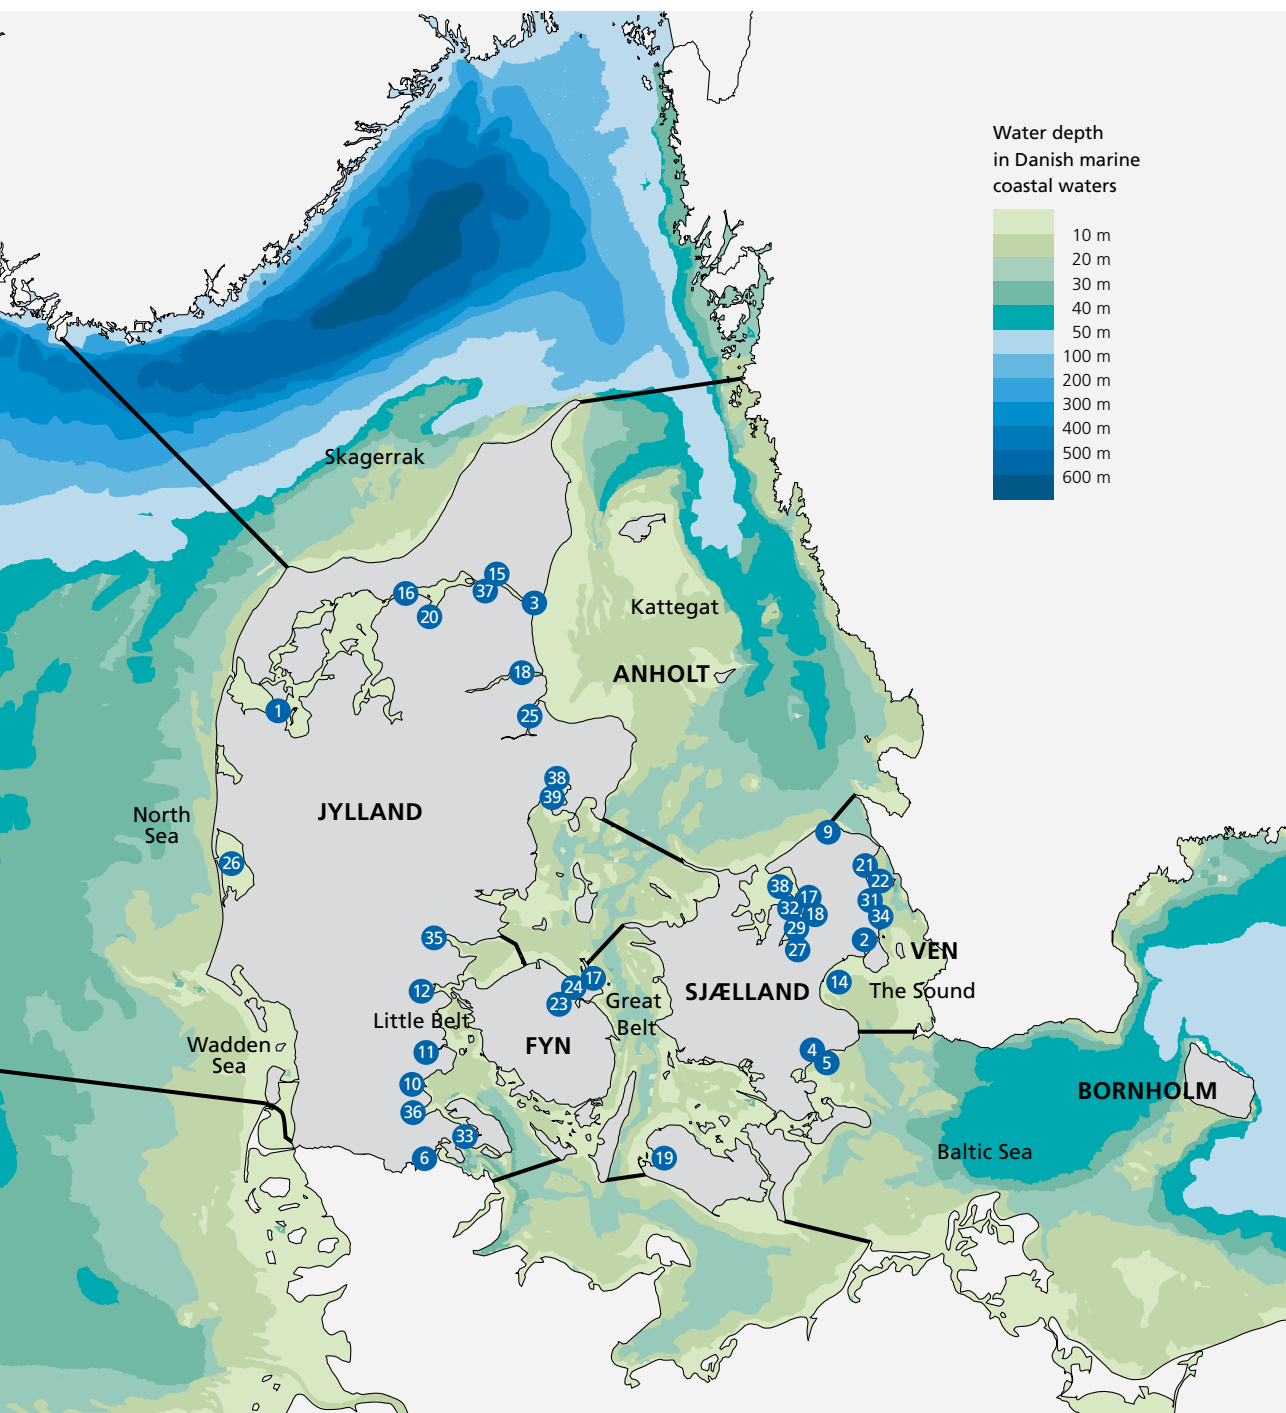 Water depth
in Danish marine
coastal waters
10 m
20 m
30 m
40 m
50 m
100 m
200 m
300 m
400 m
500 m
600 m
Skagerrak
15
16
37
3
20
Kattegat
18
ANHOLT
1
25
38
39
JYLLAND
North
Sea
9
26
21
22
38
17
31
32
18
34
29
35
2
27
VEN
17
14
24
12
SJÆLLAND
The Sound
23
Great
Belt
Little Belt
Wadden
Sea
FYN
11
4
5
10
BORNHOLM
36
33
Baltic Sea
6
19